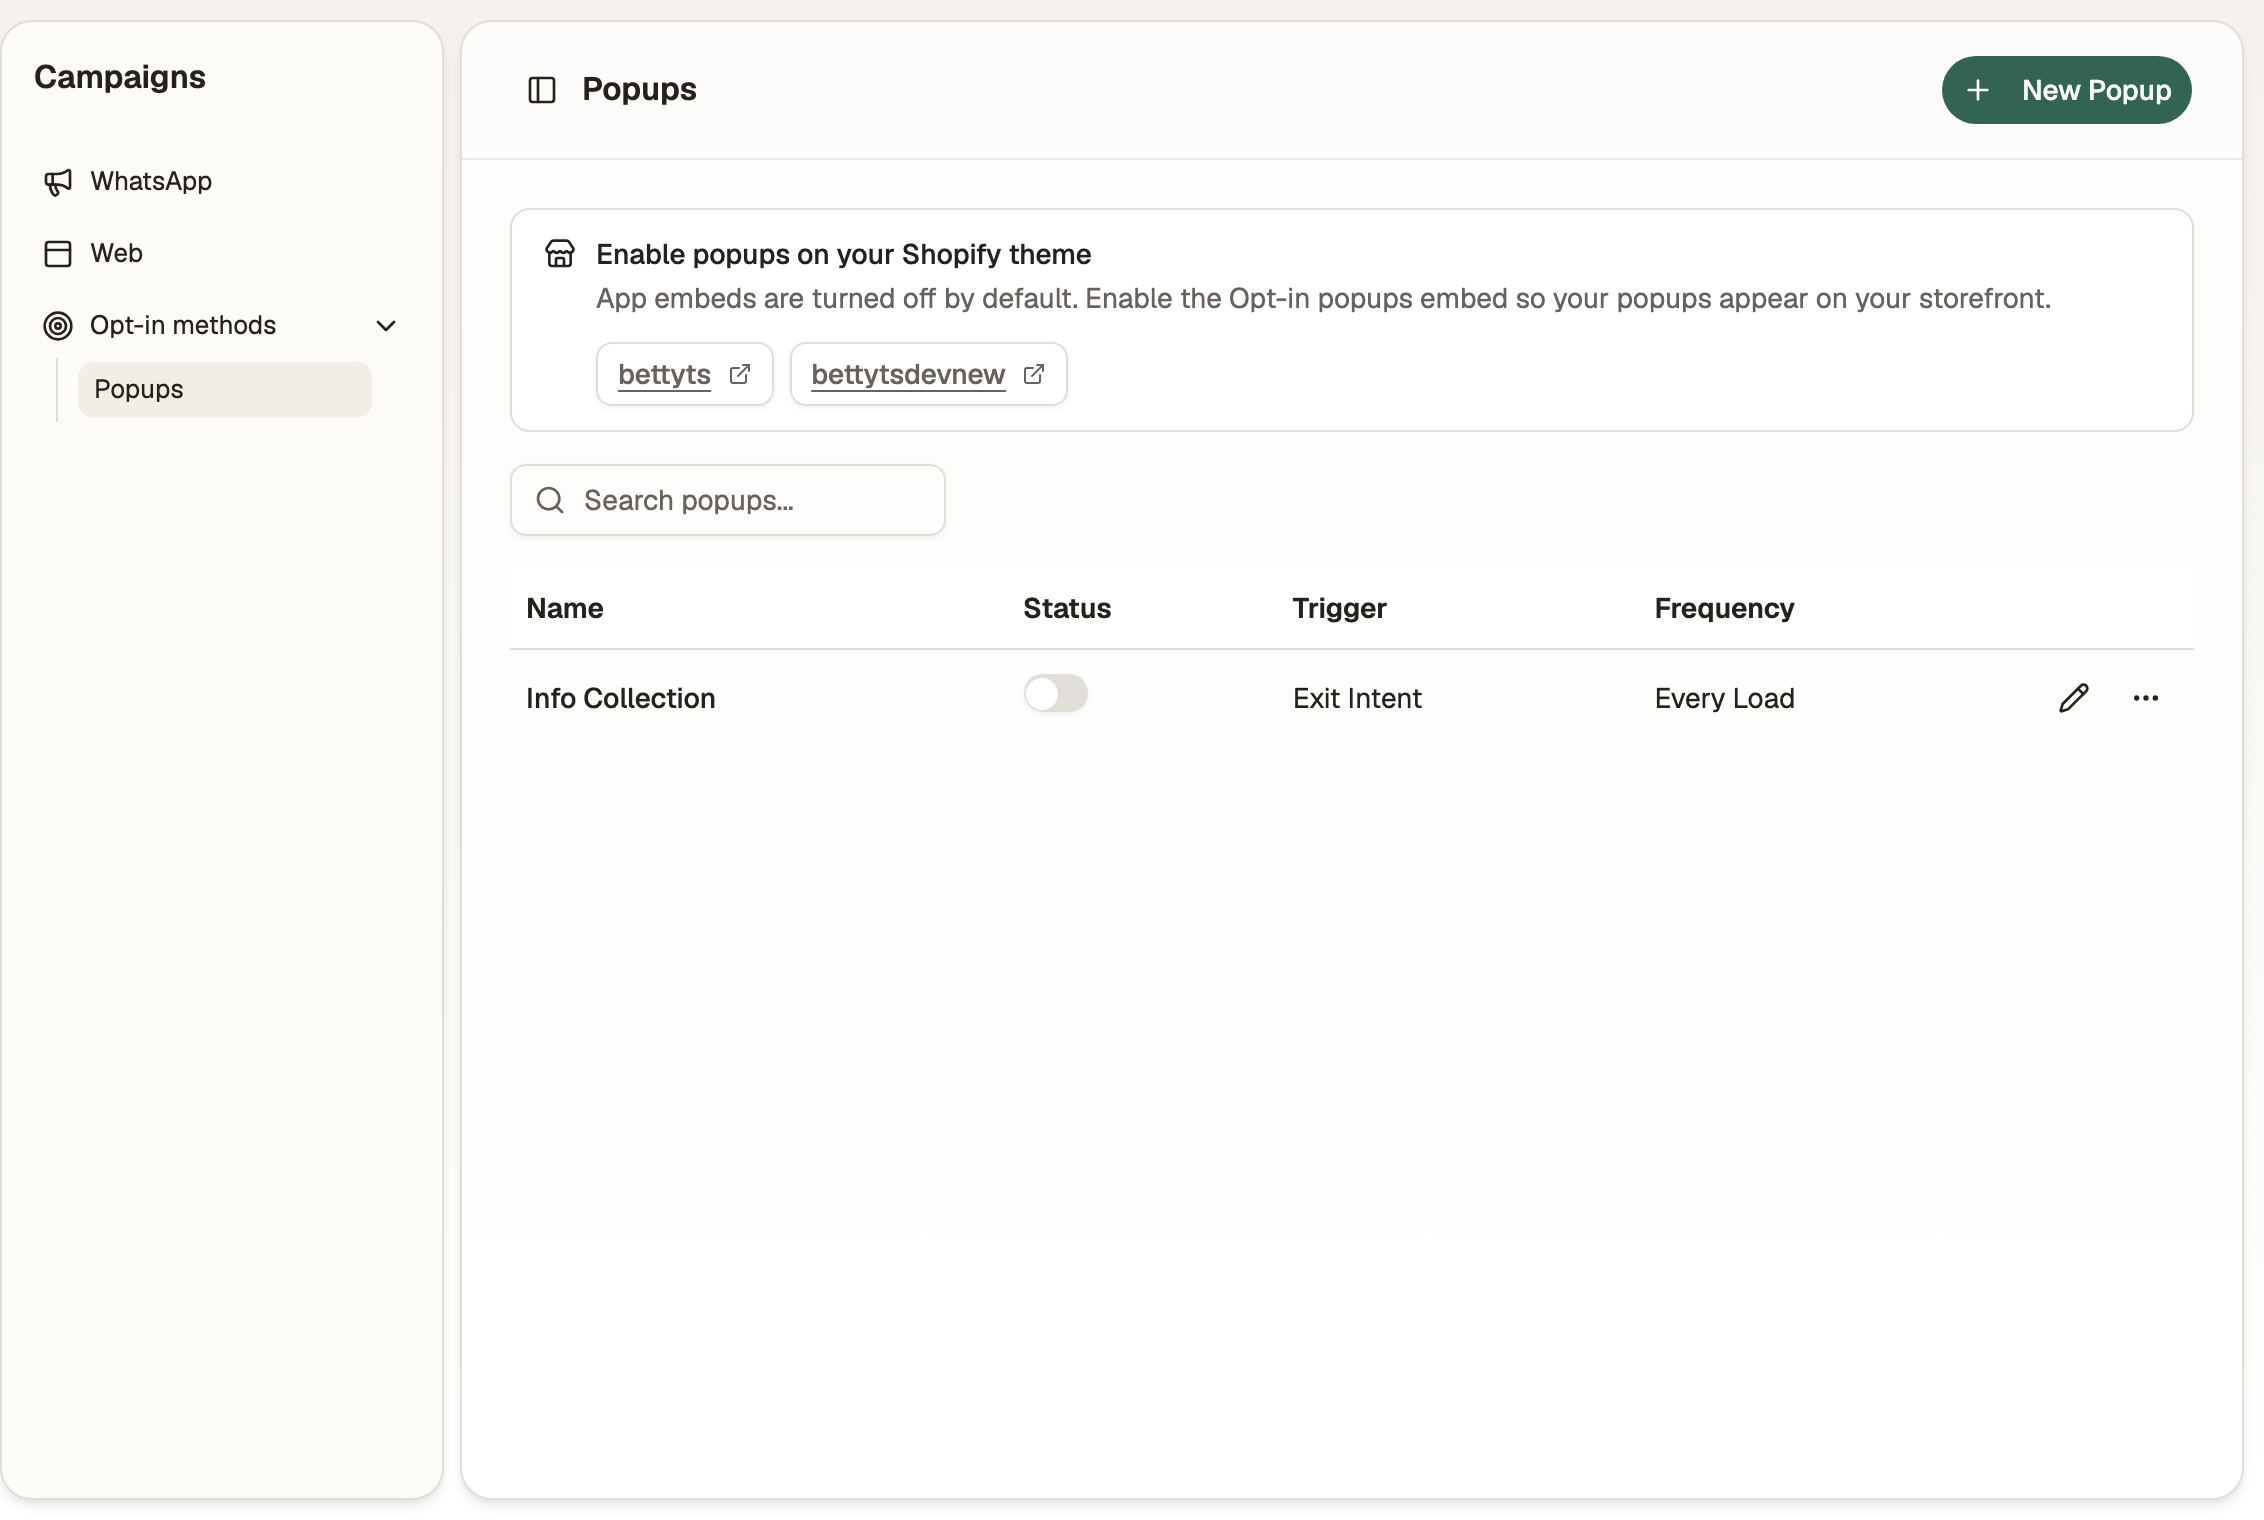 Campaigns
WhatsApp
Web
Opt-in methods
Popups
Popups
New Popup
Enable popups on your Shopify theme
App embeds are turned off by default. Enable the Opt-in popups embed so your popups appear on your storefront.
bettyts bettytsdevnew
Search popups...
Name Status Trigger Frequency
Info Collection Exit Intent Every Load